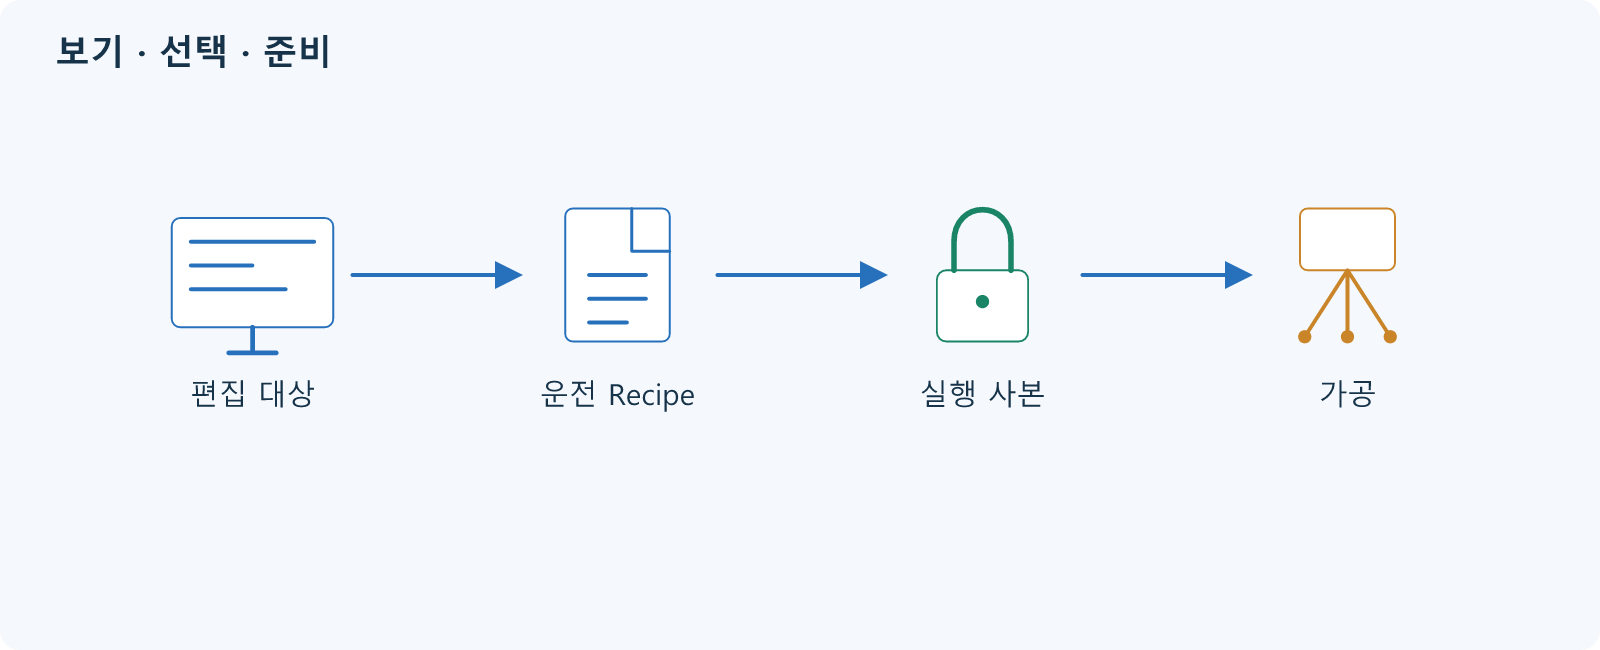 보기 · 선택 · 준비
편집 대상
운전 Recipe
실행 사본
가공